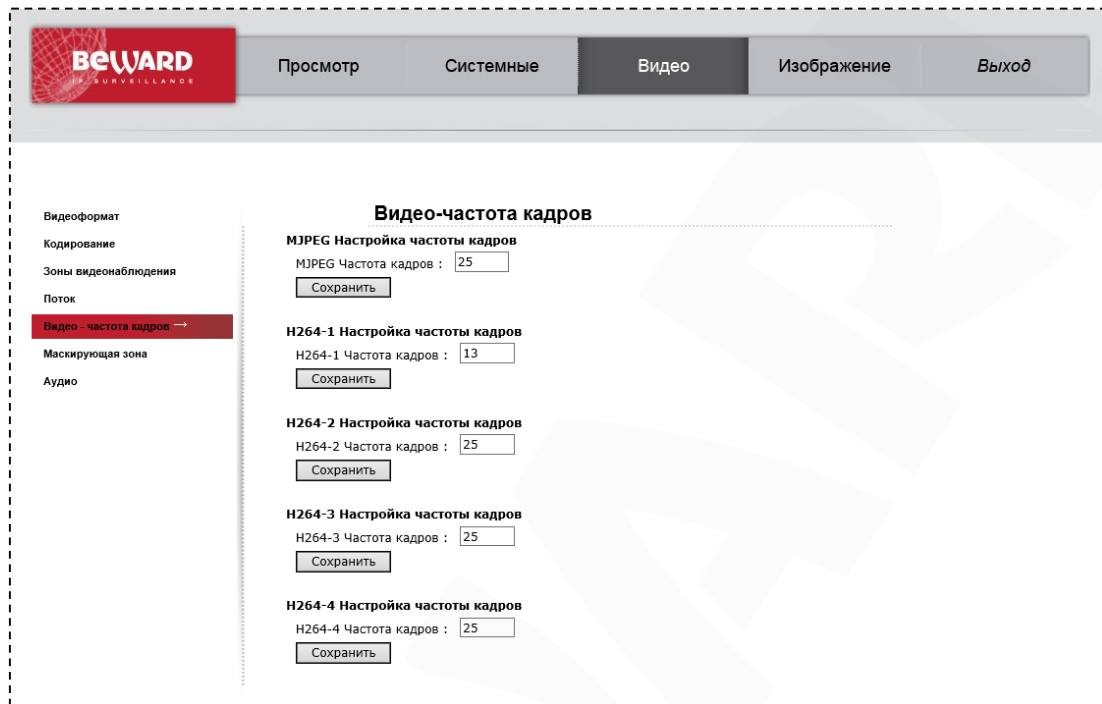 BEWARD
IP SURVEILLANCE
Просмотр Системные Видео Изображение Выход
Видеоформат
Кодирование
Зоны видеонаблюдения
Поток
Видео - частота кадров →
Маскирующая зона
Аудио
Видео-частота кадров
MJPEG Настройка частоты кадров
MJPEG Частота кадров : 25
Сохранить
H264-1 Настройка частоты кадров
H264-1 Частота кадров : 13
Сохранить
H264-2 Настройка частоты кадров
H264-2 Частота кадров : 25
Сохранить
H264-3 Настройка частоты кадров
H264-3 Частота кадров : 25
Сохранить
H264-4 Настройка частоты кадров
H264-4 Частота кадров : 25
Сохранить